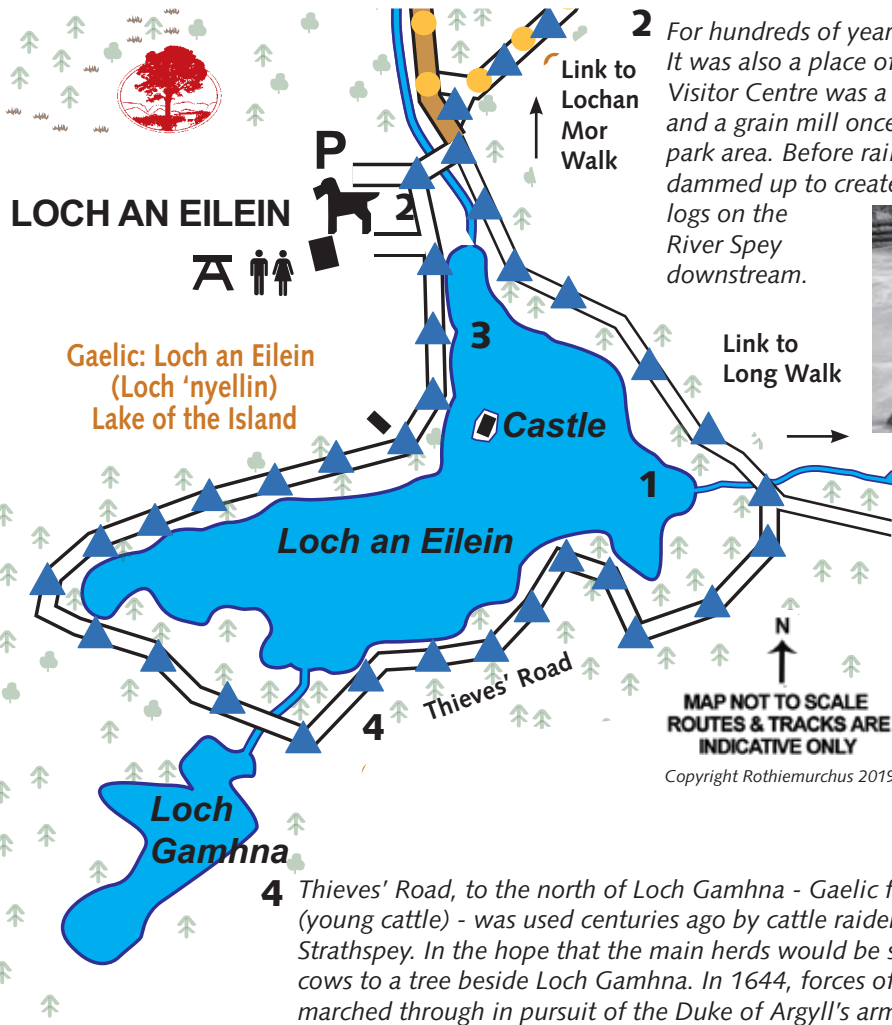 2 For hundreds of year
It was also a place of
Visitor Centre was a
and a grain mill once
park area. Before rail
dammed up to create
logs on the
River Spey
downstream.
Link to
Lochan
Mor
Walk
P
LOCH AN EILEIN
2
3
Gaelic: Loch an Eilein
(Loch ‘nyellin)
Lake of the Island
Link to
Long Walk
Castle
1
Loch an Eilein
Thieves' Road
4
N
MAP NOT TO SCALE
ROUTES & TRACKS ARE
INDICATIVE ONLY
Copyright Rothiemurchus 2019
Loch
Gamhna
4 Thieves' Road, to the north of Loch Gamhna - Gaelic f
(young cattle) - was used centuries ago by cattle raide
Strathspey. In the hope that the main herds would be s
cows to a tree beside Loch Gamhna. In 1644, forces of
marched through in pursuit of the Duke of Argyll's arm